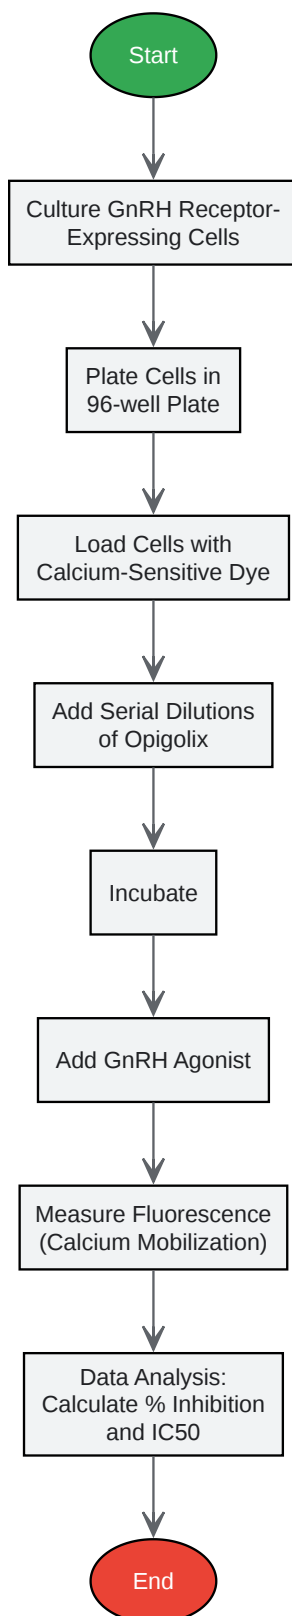 Start
Culture GnRH Receptor-
Expressing Cells
Plate Cells in
96-well Plate
Load Cells with
Calcium-Sensitive Dye
Add Serial Dilutions
of Opigolix
Incubate
Add GnRH Agonist
Measure Fluorescence
(Calcium Mobilization)
Data Analysis:
Calculate % Inhibition
and IC50
End